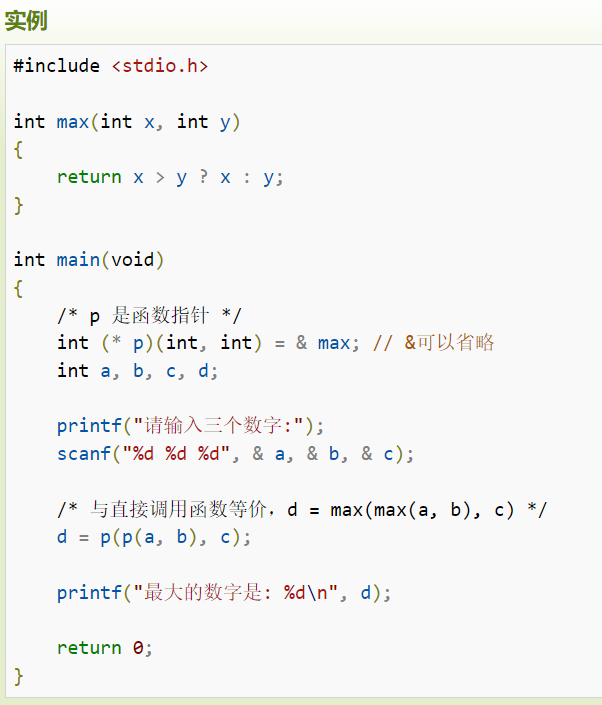 实例
#include <stdio.h>
int max(int x, int y)
{
    return x > y ? x : y;
}
int main(void)
{
    /* p 是函数指针 */
    int (* p)(int, int) = & max; // &可以省略
    int a, b, c, d;
    printf("请输入三个数字:");
    scanf("%d %d %d", & a, & b, & c);
    /* 与直接调用函数等价，d = max(max(a, b), c) */
    d = p(p(a, b), c);
    printf("最大的数字是: %d\n", d);
    return 0;
}